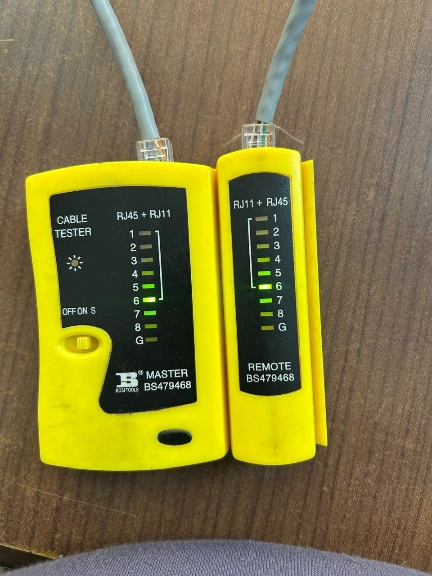 CABLE
TESTER
RJ45 + RJ11
1
2
3
4
5
6
7
8
G
OFF ON S
B®
BOSITOOLS
MASTER
BS479468
RJ11 + RJ45
1
2
3
4
5
6
7
8
G
REMOTE
BS479468